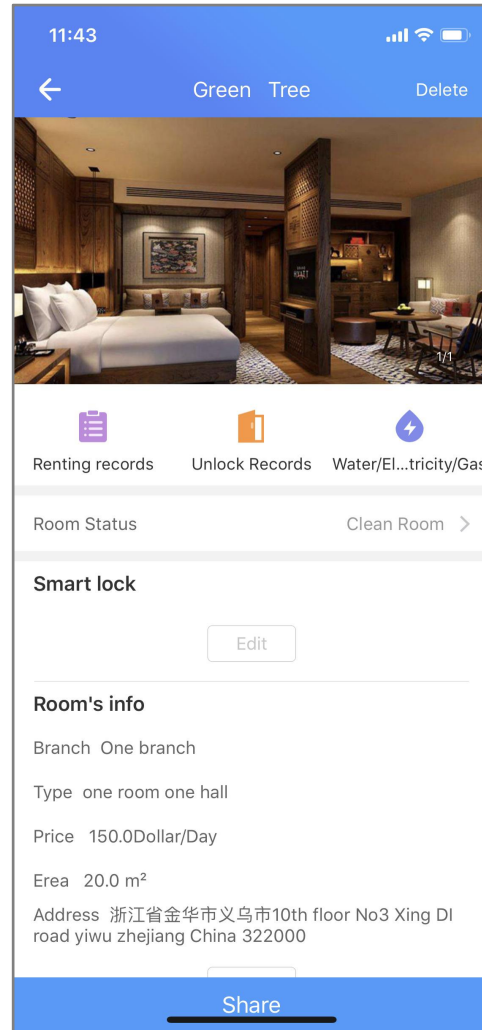 11:43
Green Tree
Delete
HYATT
1/1
Renting records
Unlock Records
Water/El...tricity/Gas
Room Status
Clean Room
Smart lock
Edit
Room's info
Branch One branch
Type one room one hall
Price 150.0Dollar/Day
Erea 20.0 m²
Address 浙江省金华市义乌市10th floor No3 Xing DI
road yiwu zhejiang China 322000
Share